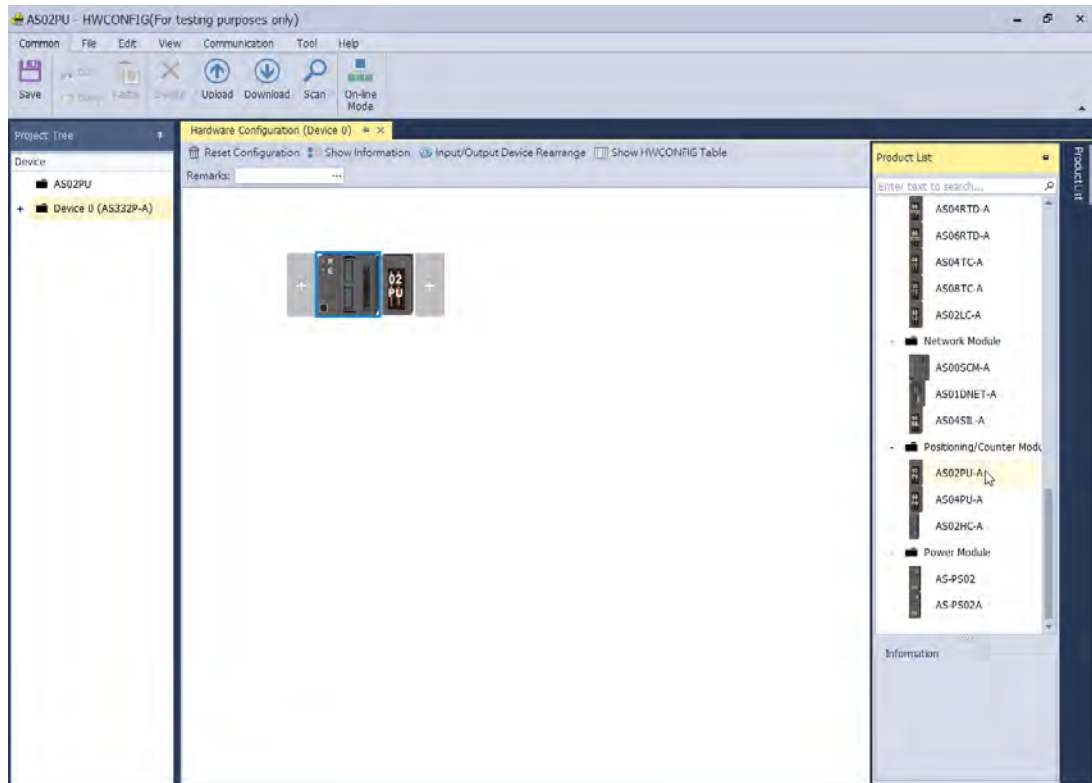 AS02PU - HWCONFIG(For testing purposes only)
Common File Edit View Communication Tool Help
Save Cut Copy Paste Delete Upload Download Scan On-line Mode
Project Tree
Device
AS02PU
+ Device 0 (AS332P-A)
Hardware Configuration (Device 0)
Reset Configuration Show Information Input/Output Device Rearrange Show HWCONFIG Table
Remarks: ...
02
PU
Product List
Enter text to search...
AS04RTD-A
AS06RTD-A
AS04TC-A
AS08TC-A
AS02LC-A
- Network Module
AS00SCM-A
AS01DNET-A
AS04SIL-A
- Positioning/Counter Modu
AS02PU-A
AS04PU-A
AS02HC-A
- Power Module
AS-PS02
AS-PS02A
Information
Product List